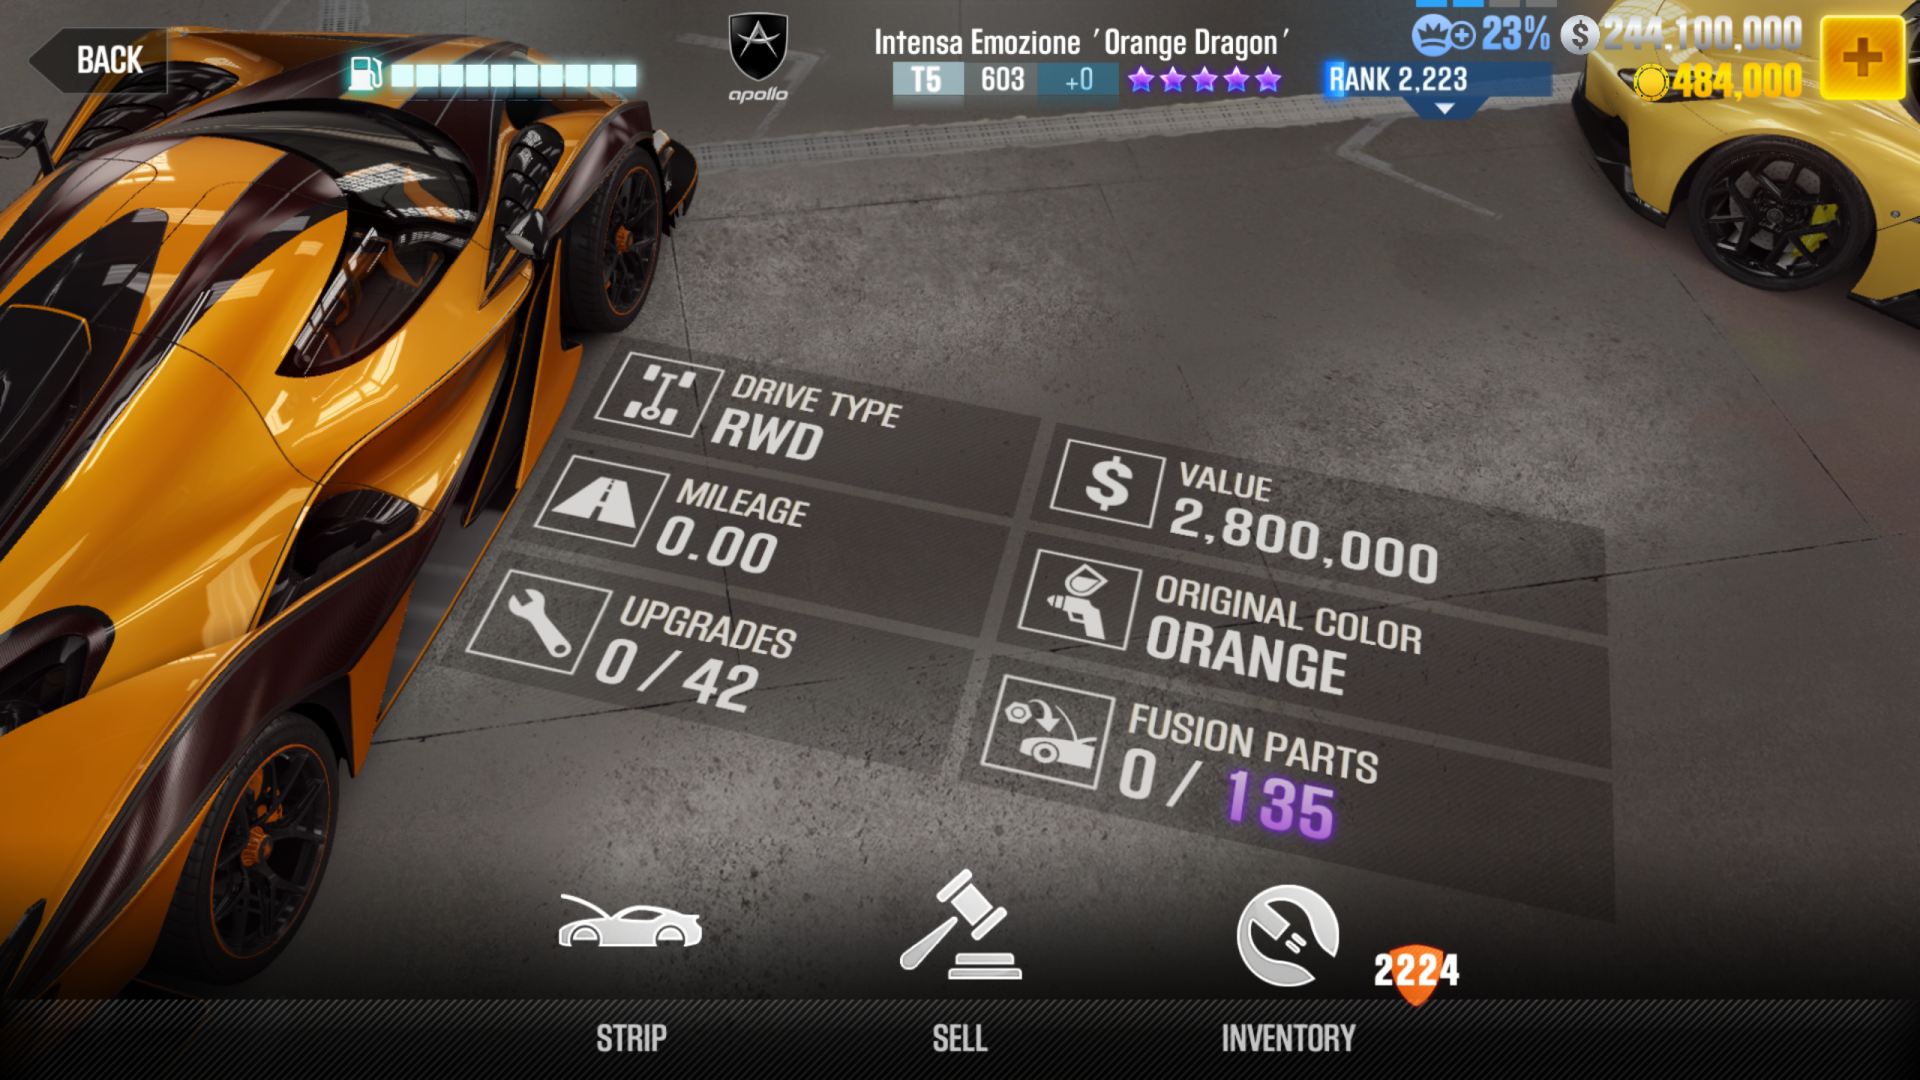 BACK
apollo
Intensa Emozione 'Orange Dragon'
T5 603 +0
23%
244,100,000
RANK 2,223
484,000
DRIVE TYPE
RWD
MILEAGE
0.00
UPGRADES
0 / 42
VALUE
2,800,000
ORIGINAL COLOR
ORANGE
FUSION PARTS
0 / 135
STRIP
SELL
INVENTORY
2224